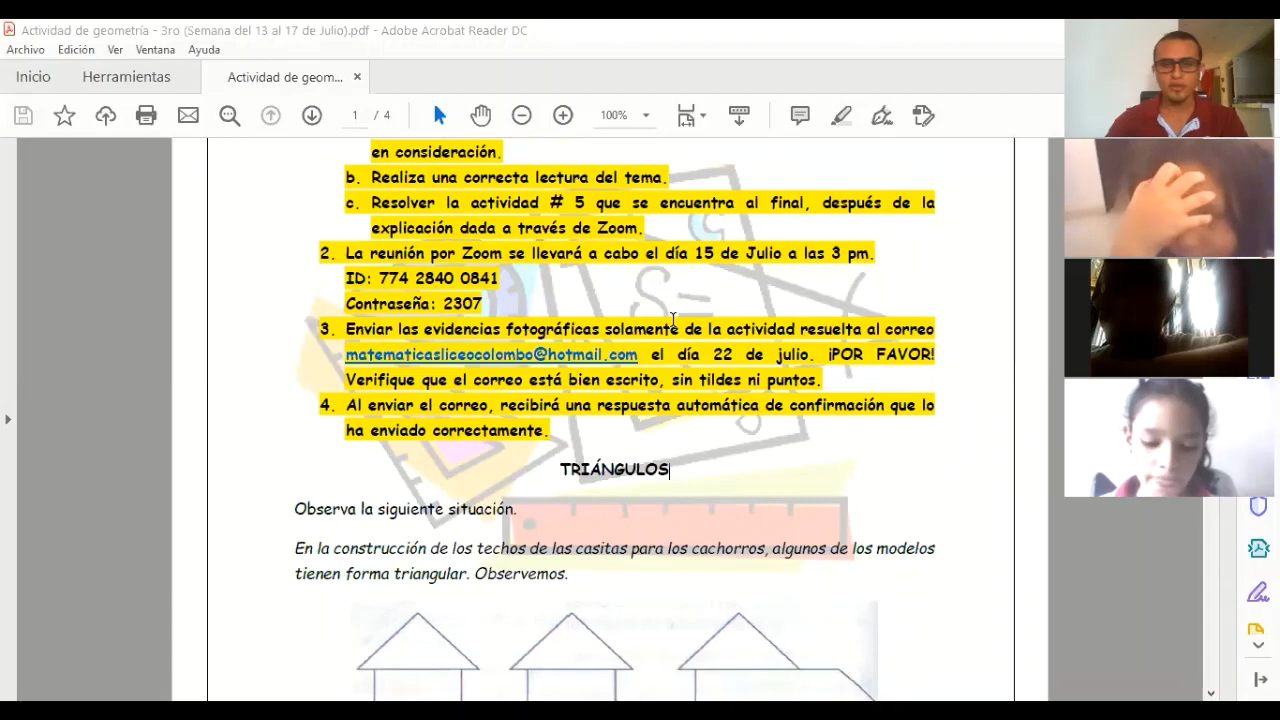 Actividad de geometría - 3ro (Semana del 13 al 17 de Julio).pdf - Adobe Acrobat Reader DC
Archivo Edición Ver Ventana Ayuda
Inicio Herramientas Actividad de geom... ×
1 / 4 100%
en consideración.
b. Realiza una correcta lectura del tema.
c. Resolver la actividad # 5 que se encuentra al final, después de la
explicación dada a través de Zoom.
2. La reunión por Zoom se llevará a cabo el día 15 de Julio a las 3 pm.
ID: 774 2840 0841
Contraseña: 2307
3. Enviar las evidencias fotográficas solamente de la actividad resuelta al correo
matematicasliceocolombo@hotmail.com el día 22 de julio. ¡POR FAVOR!
Verifique que el correo está bien escrito, sin tildes ni puntos.
4. Al enviar el correo, recibirá una respuesta automática de confirmación que lo
ha enviado correctamente.
TRIÁNGULOS
Observa la siguiente situación.
En la construcción de los techos de las casitas para los cachorros, algunos de los modelos
tienen forma triangular. Observemos.